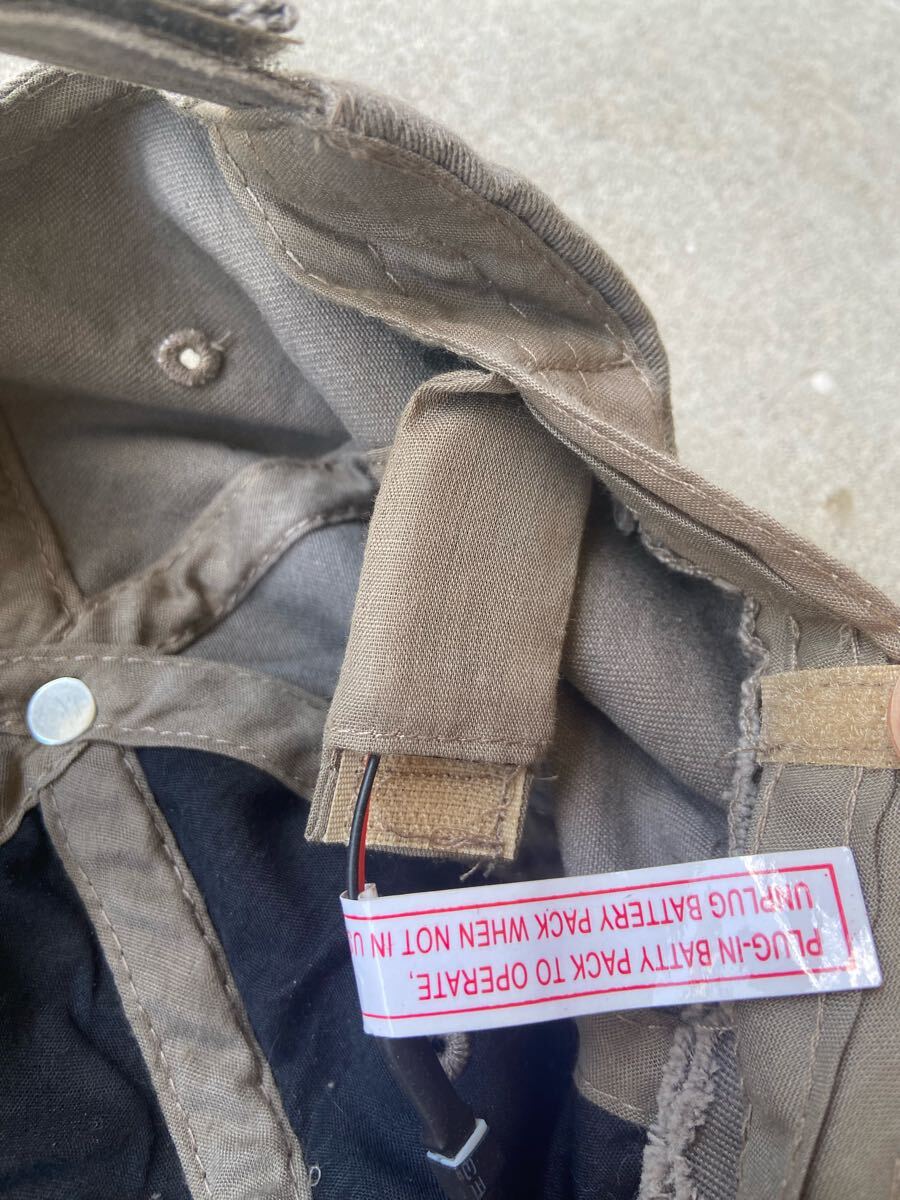 PLUG-IN BATTY PACK TO OPERATE,
UNPLUG BATTERY PACK WHEN NOT IN